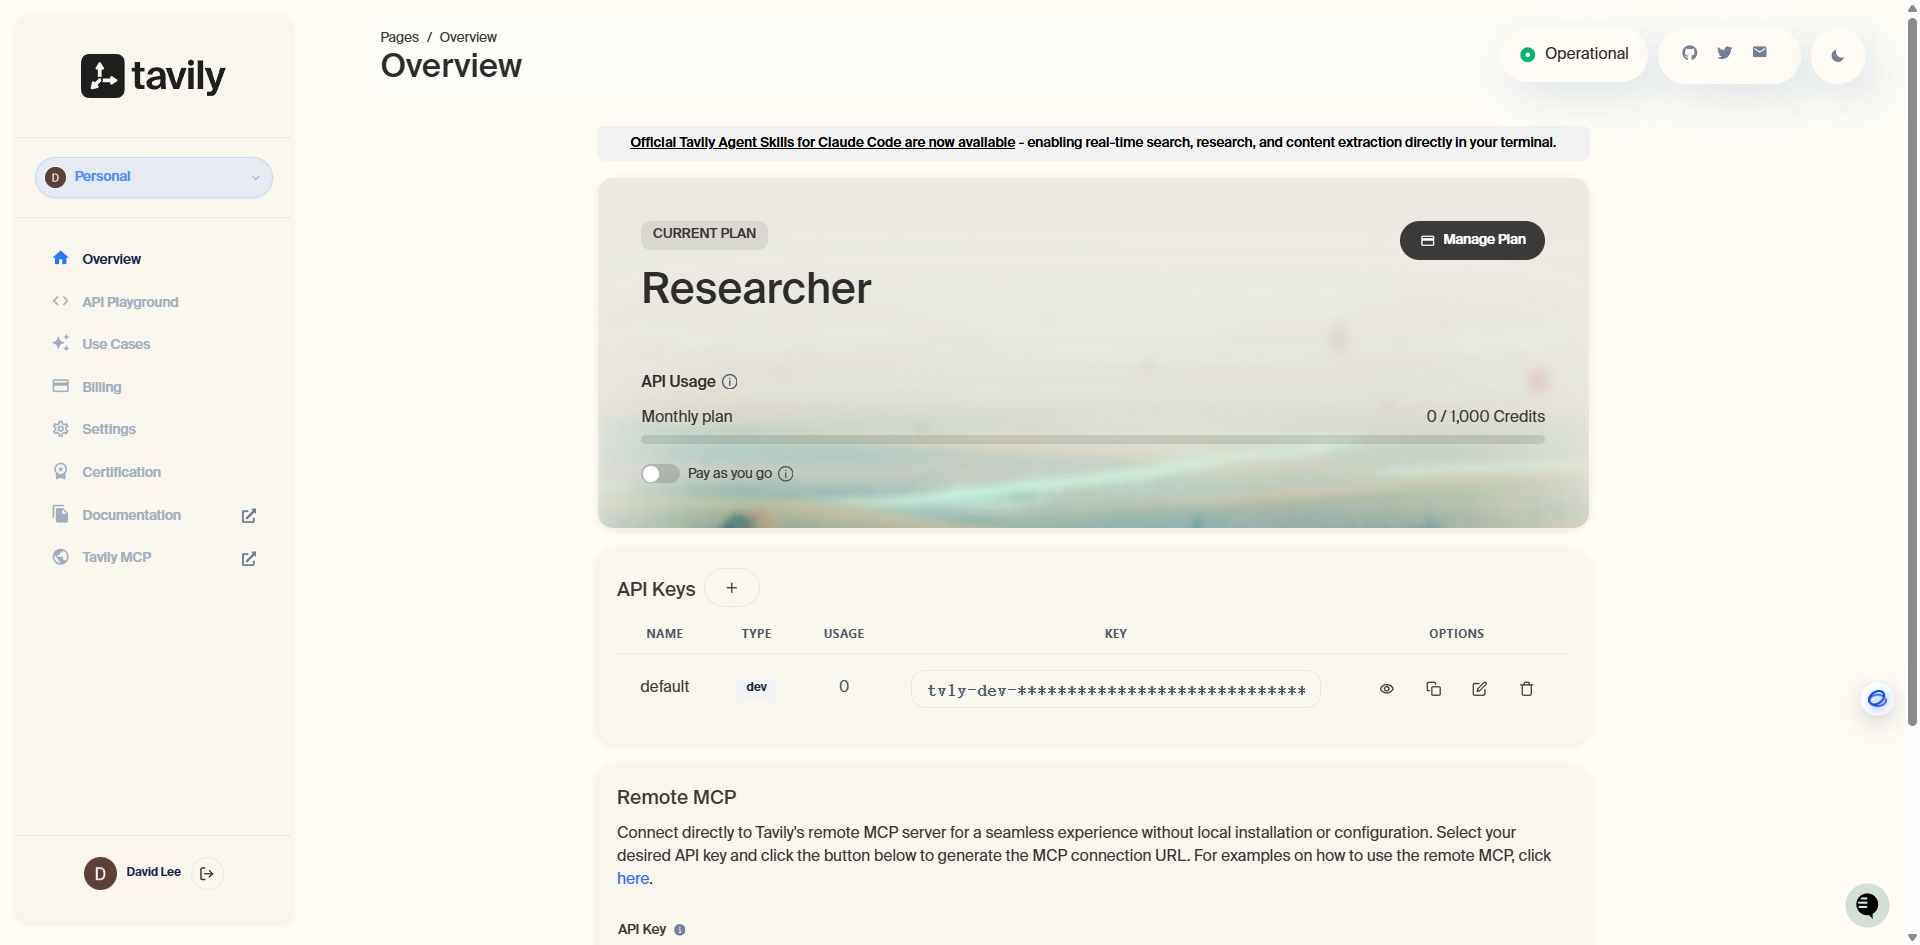 tavily
D Personal
Overview
API Playground
Use Cases
Billing
Settings
Certification
Documentation
Tavily MCP
D David Lee
Pages / Overview
Overview
Operational
Official Tavily Agent Skills for Claude Code are now available - enabling real-time search, research, and content extraction directly in your terminal.
CURRENT PLAN
Manage Plan
Researcher
API Usage
Monthly plan 0 / 1,000 Credits
Pay as you go
API Keys +
NAME TYPE USAGE KEY OPTIONS
default dev 0 tvly-dev-*****************************
Remote MCP
Connect directly to Tavily's remote MCP server for a seamless experience without local installation or configuration. Select your
desired API key and click the button below to generate the MCP connection URL. For examples on how to use the remote MCP, click
here.
API Key